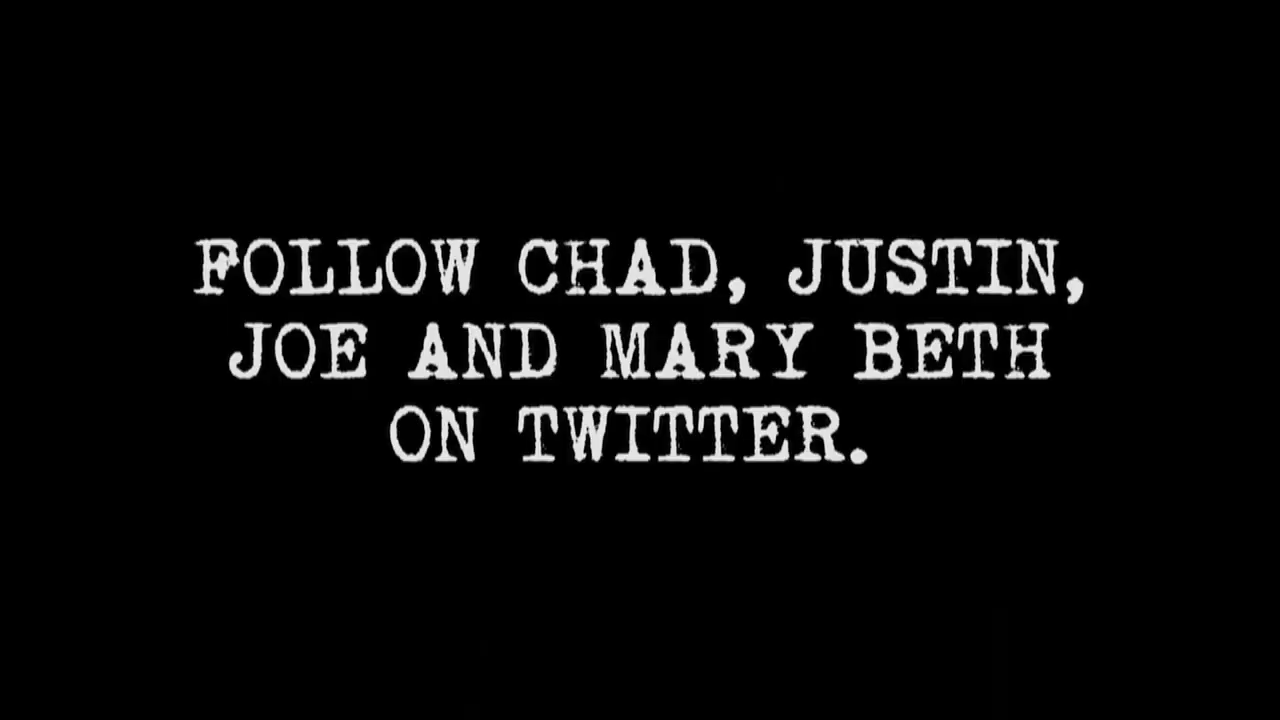 FOLLOW CHAD, JUSTIN,
JOE AND MARY BETH
ON TWITTER.